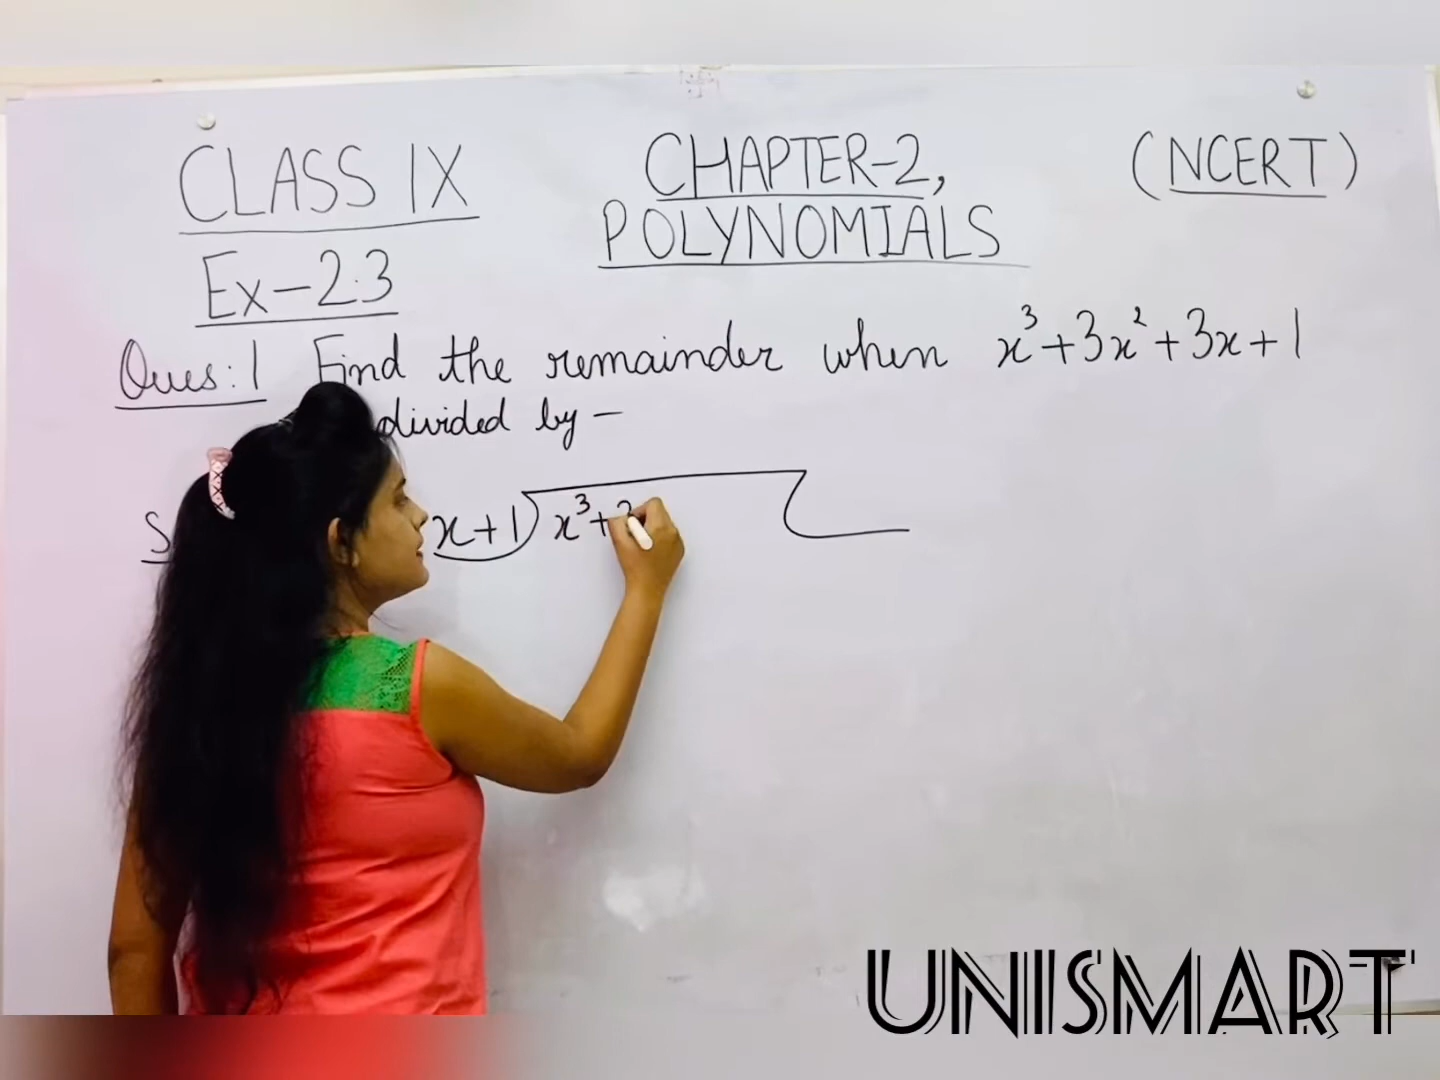 CLASS IX
CHAPTER-2,
(NCERT)
POLYNOMIALS
Ex-2.3
Ques:1 Find the remainder when x³+3x²+3x+1
divided by –
S
x+1 x³+3
UNISMART